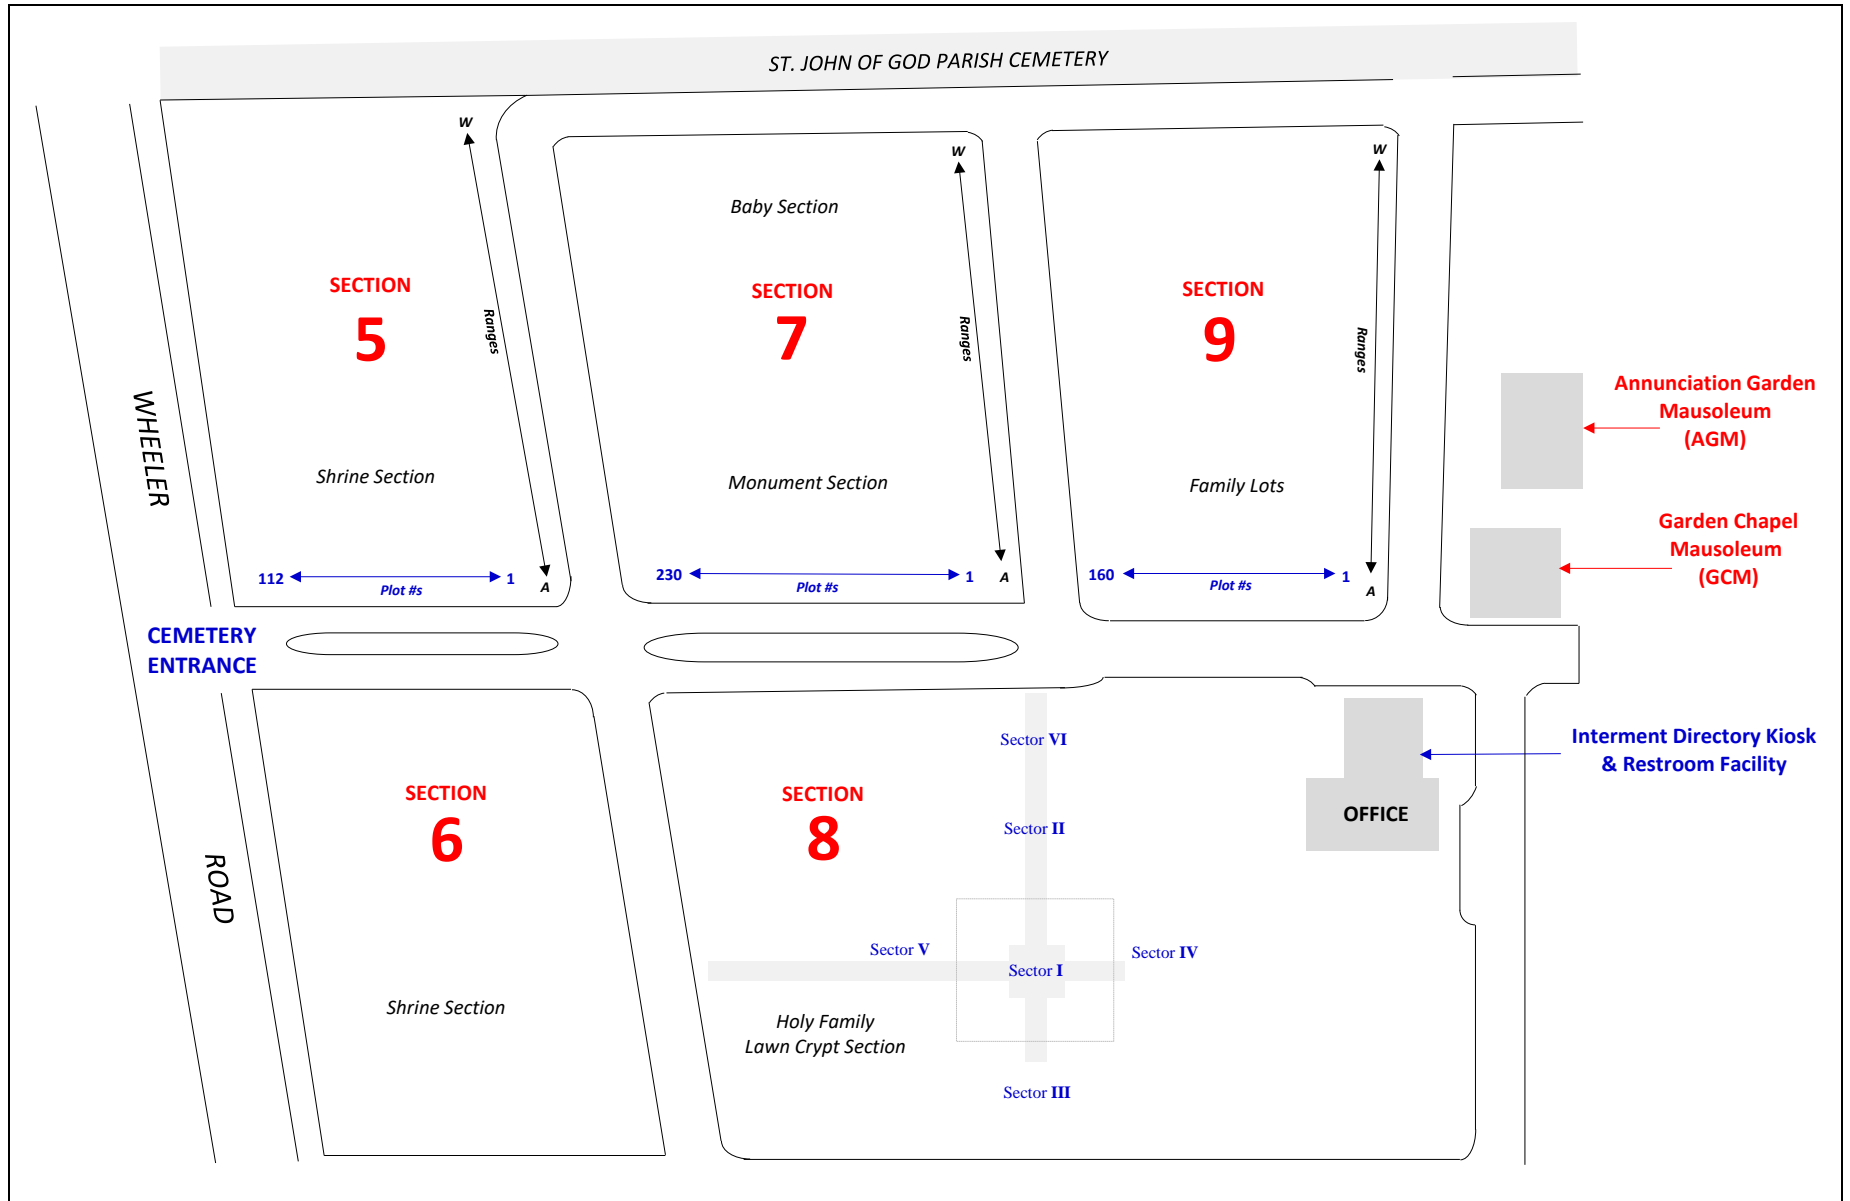 ST. JOHN OF GOD PARISH CEMETERY
W
W
W
Baby Section
SECTION
5
SECTION
7
SECTION
9
Ranges
Ranges
Ranges
Annunciation Garden
Mausoleum
(AGM)
WHEELER
Shrine Section
Monument Section
Family Lots
Garden Chapel
Mausoleum
(GCM)
112
1
Plot #s
A
230
1
Plot #s
A
160
1
Plot #s
A
CEMETERY
ENTRANCE
Sector VI
Interment Directory Kiosk
& Restroom Facility
SECTION
6
SECTION
8
Sector II
OFFICE
ROAD
Sector V
Sector IV
Sector I
Shrine Section
Holy Family
Lawn Crypt Section
Sector III